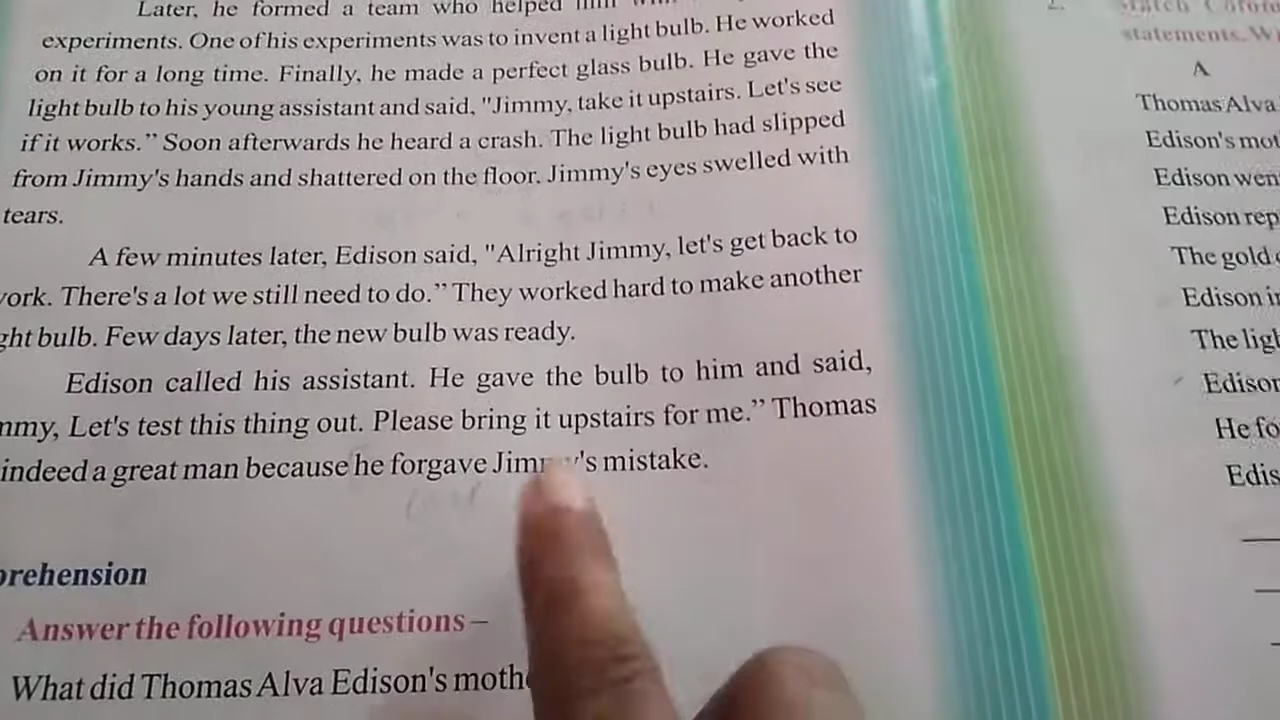 Later, he formed a team who helped
experiments. One of his experiments was to invent a light bulb. He worked
on it for a long time. Finally, he made a perfect glass bulb. He gave the
light bulb to his young assistant and said, "Jimmy, take it upstairs. Let's see
if it works.” Soon afterwards he heard a crash. The light bulb had slipped
from Jimmy's hands and shattered on the floor. Jimmy's eyes swelled with
tears.
A few minutes later, Edison said, "Alright Jimmy, let's get back to
ork. There's a lot we still need to do.” They worked hard to make another
ght bulb. Few days later, the new bulb was ready.
Edison called his assistant. He gave the bulb to him and said,
mmy, Let's test this thing out. Please bring it upstairs for me.” Thomas
indeed a great man because he forgave Jimmy's mistake.
prehension
Answer the following questions –
What did Thomas Alva Edison's moth
2.
statements. W
A
Thomas Alva
Edison's mot
Edison wen
Edison rep
The gold
Edison i
The lig
Edison
He fo
Edis